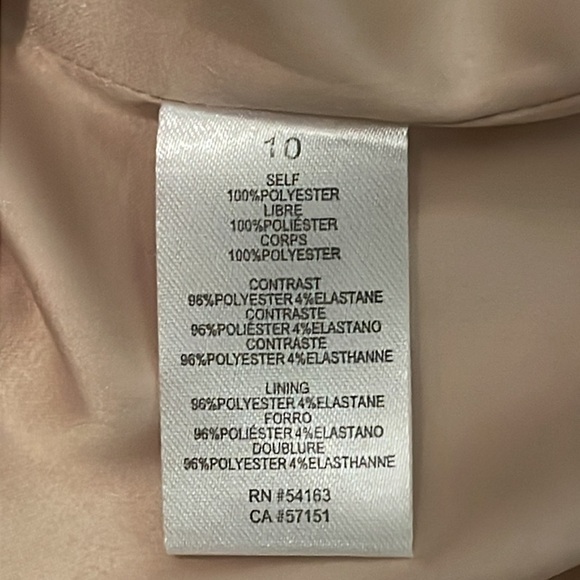 10
SELF
100%POLYESTER
LIBRE
100%POLIÉSTER
CORPS
100%POLYESTER
CONTRAST
96%POLYESTER 4%ELASTANE
CONTRASTE
96%POLIÉSTER 4%ELASTANO
CONTRASTE
96%POLYESTER 4%ELASTHANNE
LINING
96%POLYESTER 4%ELASTANE
FORRO
96%POLIÉSTER 4%ELASTANO
DOUBLURE
96%POLYESTER 4%ELASTHANNE
RN #54163
CA #57151